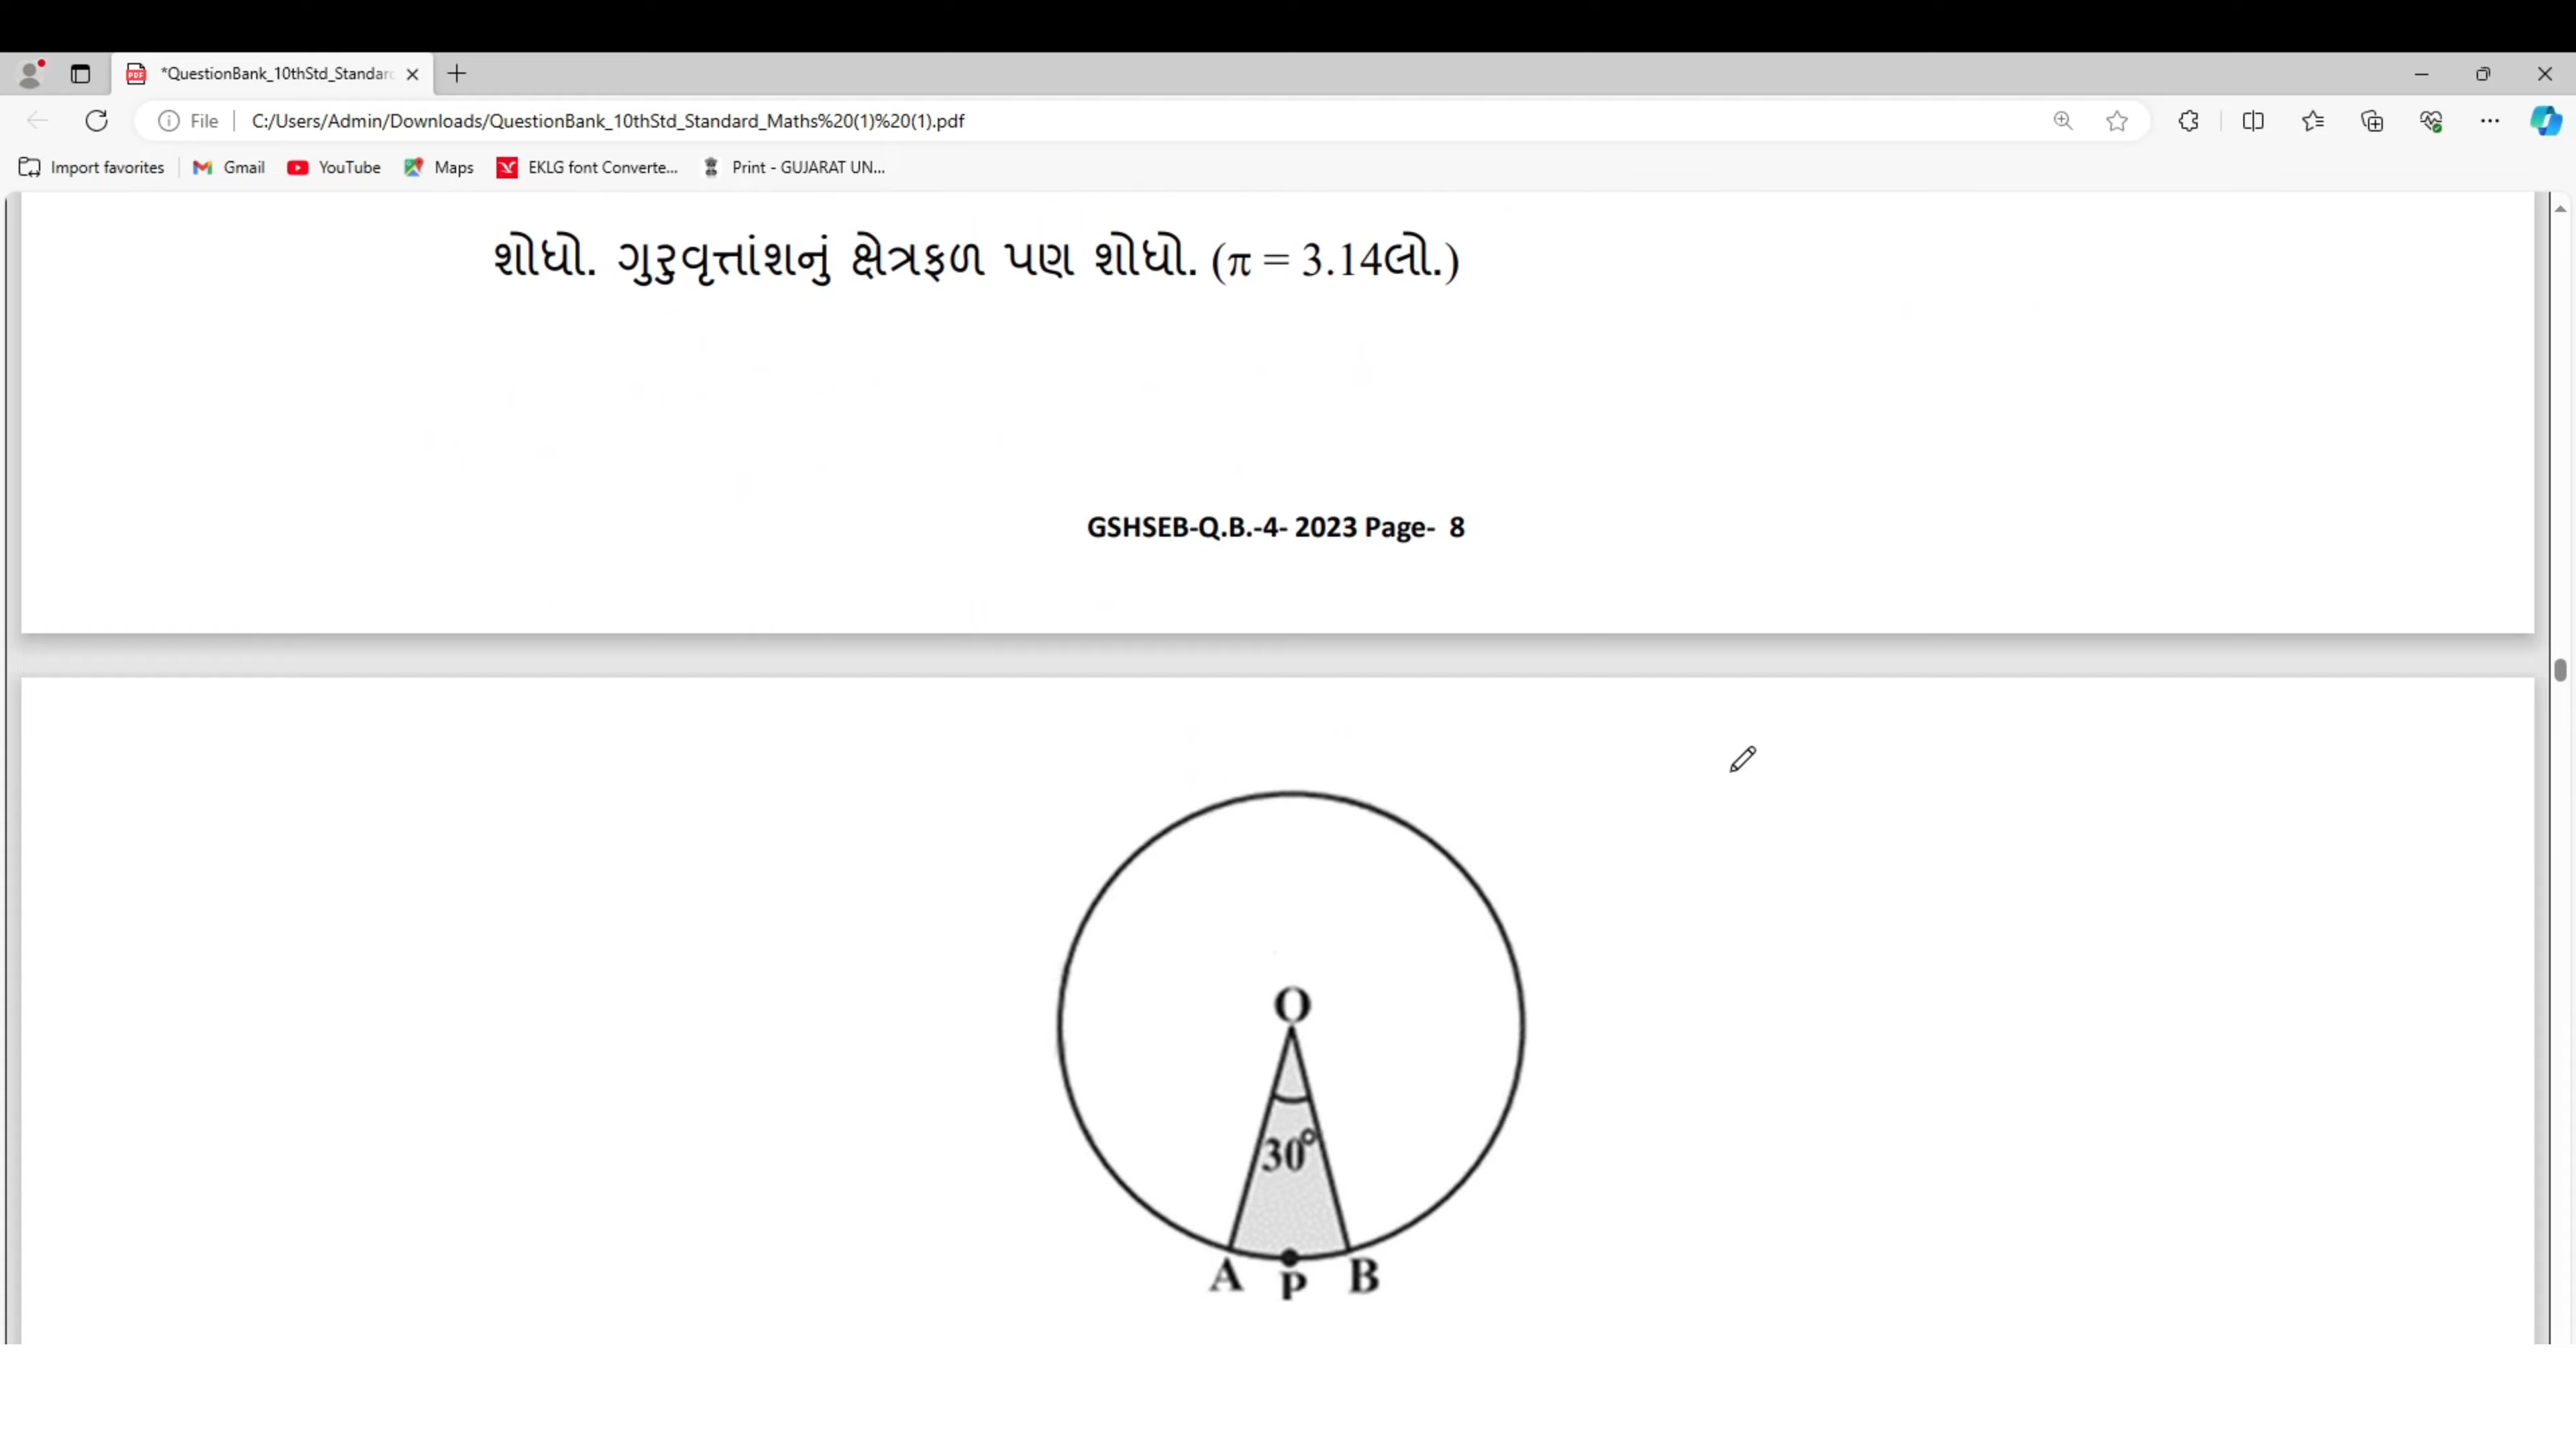 *QuestionBank_10thStd_Standard
File
C:/Users/Admin/Downloads/QuestionBank_10thStd_Standard_Maths%20(1)%20(1).pdf
Import favorites
Gmail
YouTube
Maps
EKLG font Converte...
Print - GUJARAT UN...
શોધો. ગુરુવૃત્તાંશનું ક્ષેત્રફળ પણ શોધો. (π = 3.14લો.)
GSHSEB-Q.B.-4- 2023 Page- 8
O
30°
A P B